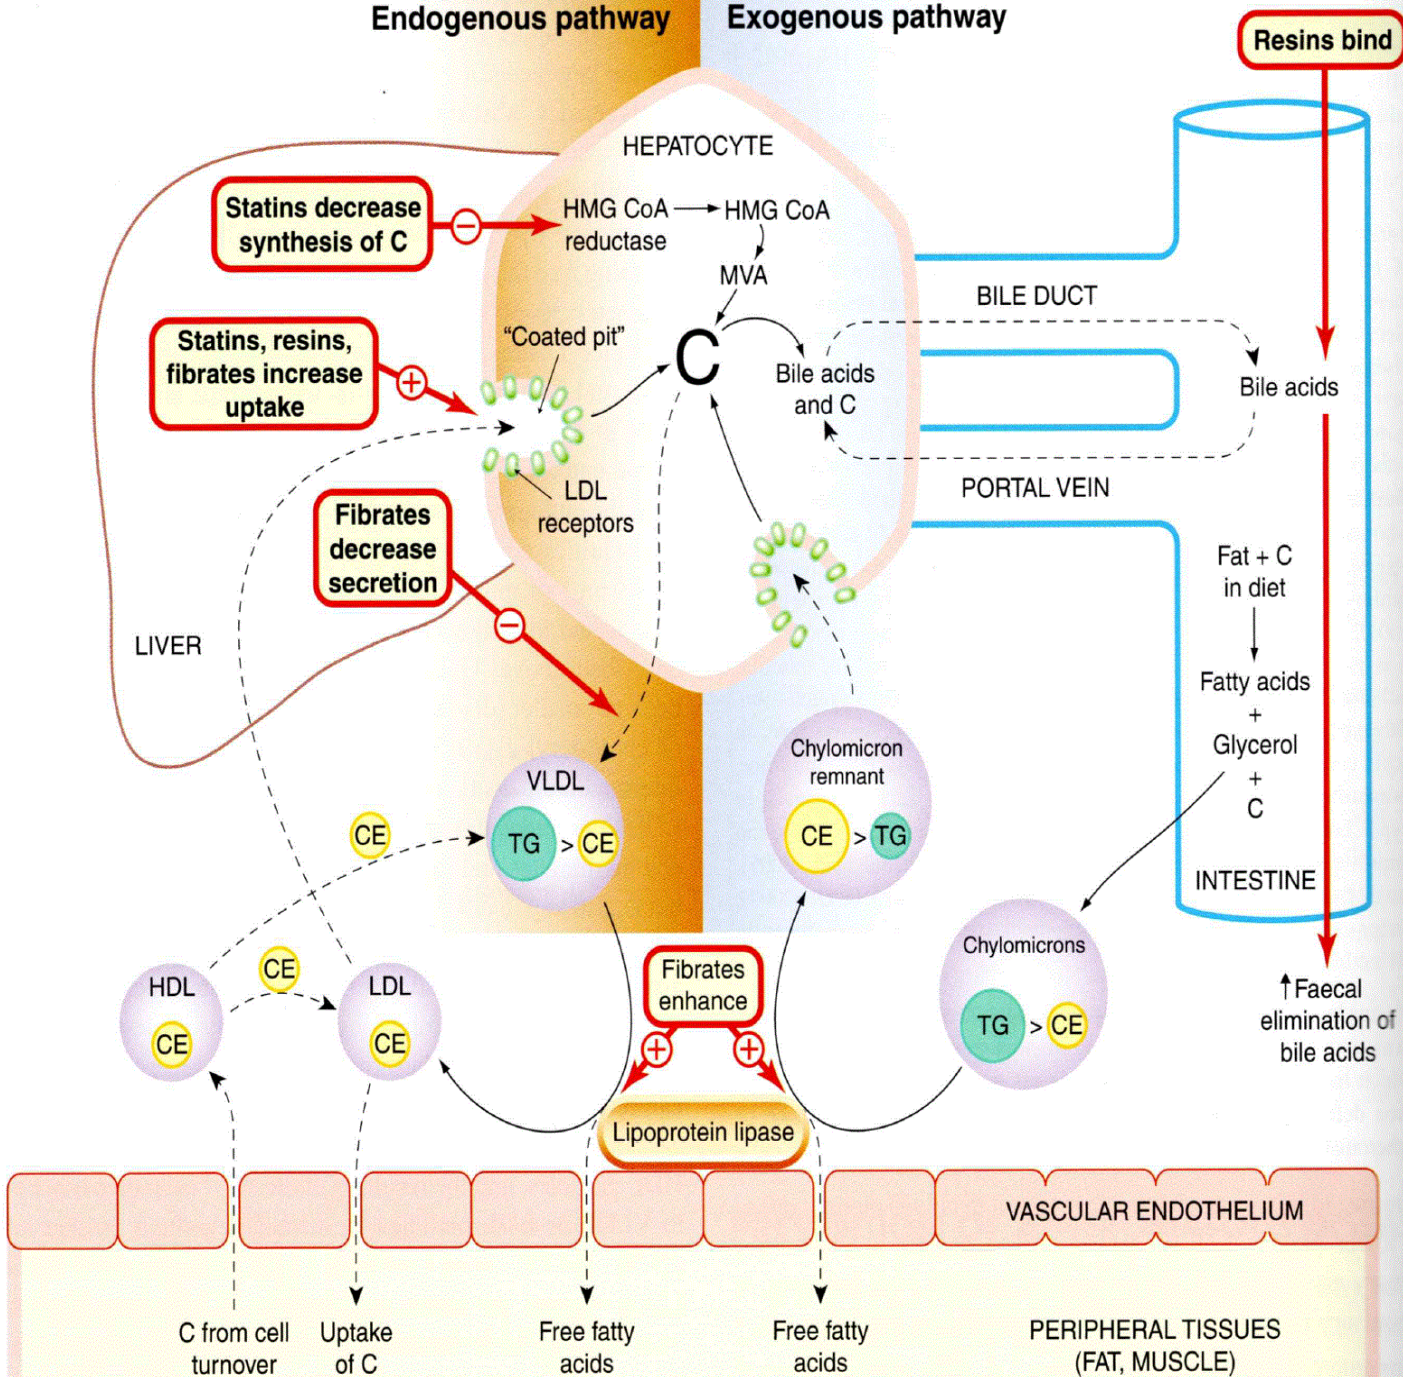 Endogenous pathway
Exogenous pathway
Resins bind
HEPATOCYTE
Statins decrease
synthesis of C
HMG CoA
reductase
HMG CoA
MVA
BILE DUCT
Statins, resins,
fibrates increase
uptake
"Coated pit"
C
Bile acids
and C
Bile acids
LDL
receptors
PORTAL VEIN
Fibrates
decrease
secretion
LIVER
Fat + C
in diet
Fatty acids
+
Glycerol
+
C
INTESTINE
VLDL
TG > CE
Chylomicron
remnant
CE > TG
CE
CE
HDL
CE
LDL
CE
Fibrates
enhance
Chylomicrons
TG > CE
↑Faecal
elimination of
bile acids
Lipoprotein lipase
VASCULAR ENDOTHELIUM
C from cell
turnover
Uptake
of C
Free fatty
acids
Free fatty
acids
PERIPHERAL TISSUES
(FAT, MUSCLE)